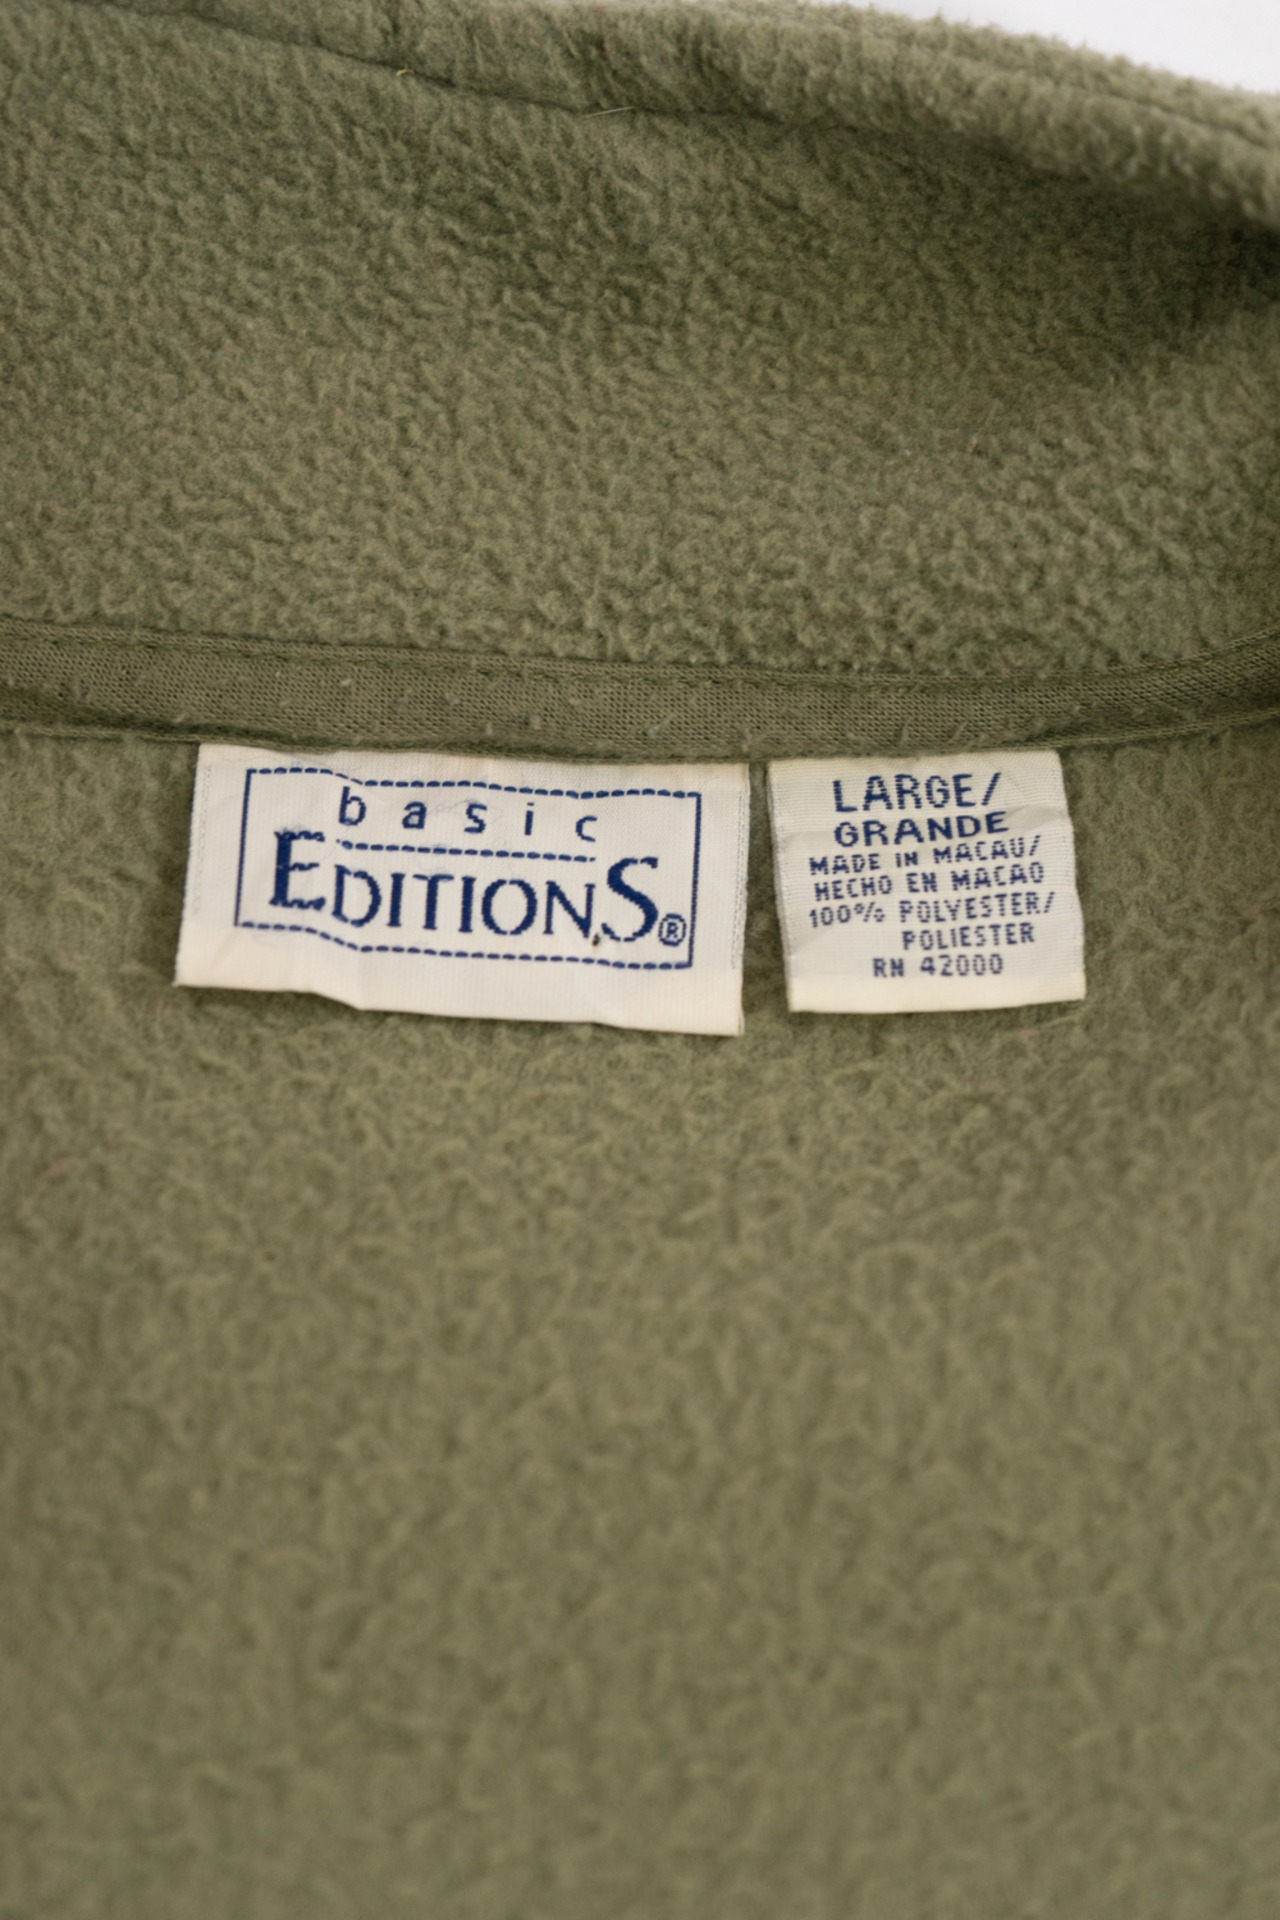 basic
EDITIONS®
LARGE/
GRANDE
MADE IN MACAU/
HECHO EN MACAO
100% POLYESTER/
POLIESTER
RN 42000